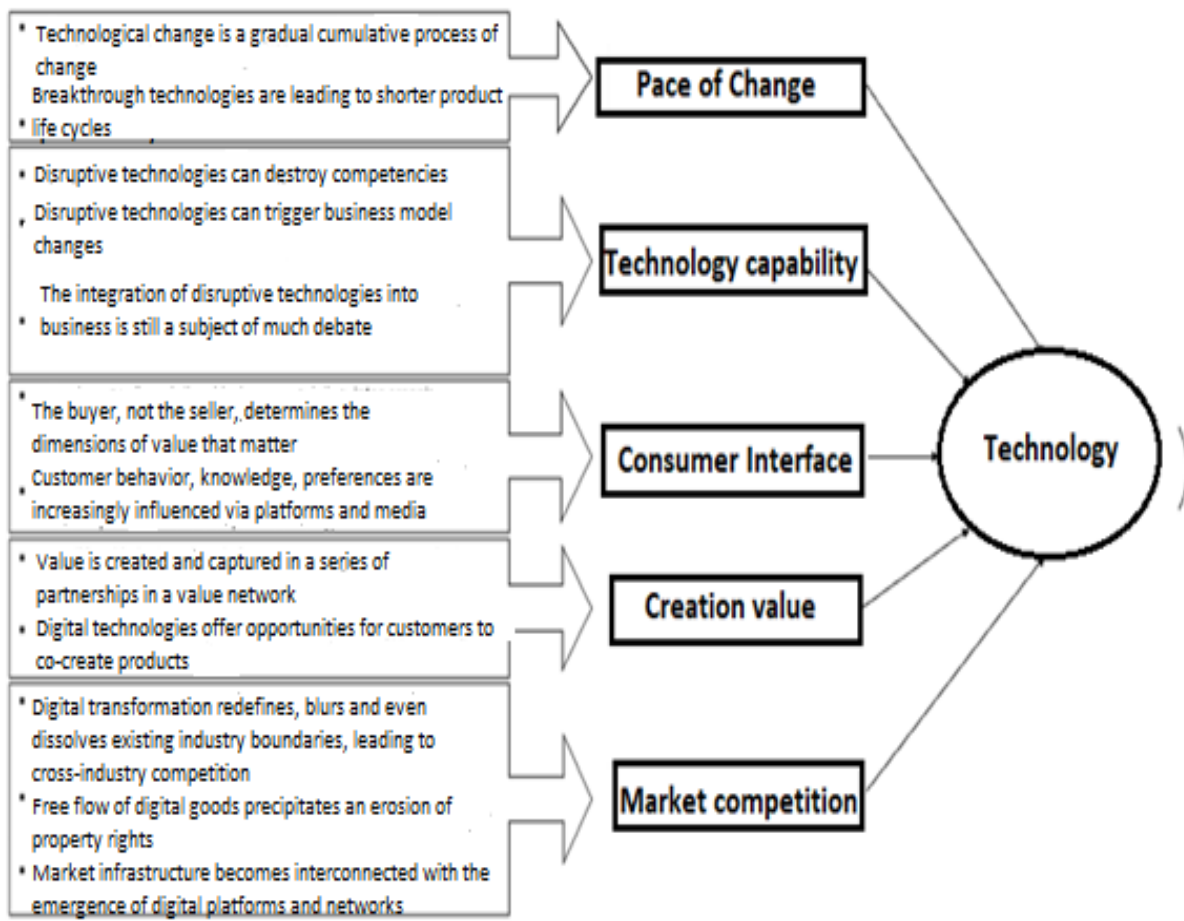 • Technological change is a gradual cumulative process of
change
Breakthrough technologies are leading to shorter product
• life cycles
Pace of Change
• Disruptive technologies can destroy competencies
• Disruptive technologies can trigger business model
changes
The integration of disruptive technologies into
• business is still a subject of much debate
Technology capability
• The buyer, not the seller, determines the
dimensions of value that matter
Customer behavior, knowledge, preferences are
• increasingly influenced via platforms and media
Consumer Interface
• Value is created and captured in a series of
partnerships in a value network
• Digital technologies offer opportunities for customers to
co-create products
Creation value
• Digital transformation redefines, blurs and even
dissolves existing industry boundaries, leading to
cross-industry competition
• Free flow of digital goods precipitates an erosion of
property rights
• Market infrastructure becomes interconnected with the
emergence of digital platforms and networks
Market competition
Technology